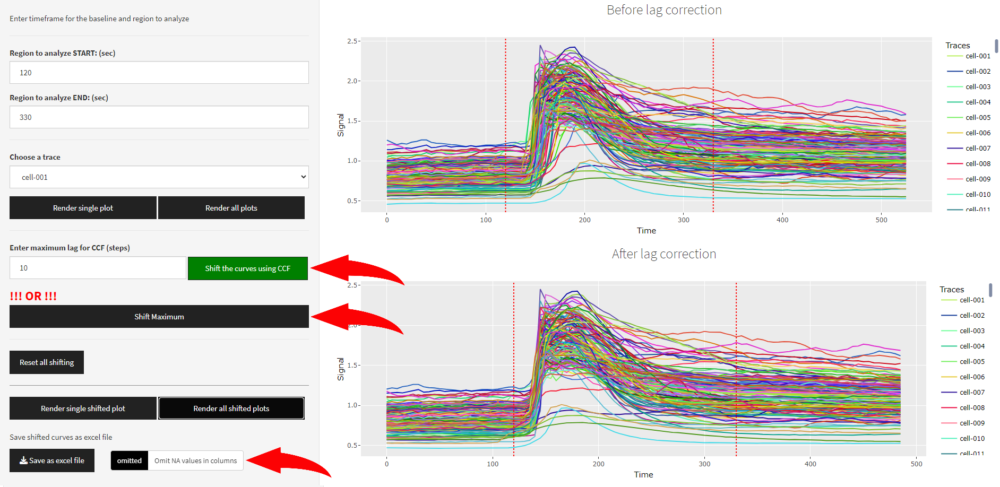 Enter timeframe for the baseline and region to analyze
Region to analyze START: (sec)
120
Region to analyze END: (sec)
330
Choose a trace
cell-001
Render single plot
Render all plots
Enter maximum lag for CCF (steps)
10
Shift the curves using CCF
!!! OR !!!
Shift Maximum
Reset all shifting
Render single shifted plot
Render all shifted plots
Save shifted curves as excel file
Save as excel file
omitted
Omit NA values in columns
Before lag correction
2.5
2.0
1.5
1.0
0.5
Signal
0
100
200
300
400
500
Time
Traces
cell-001
cell-002
cell-003
cell-004
cell-005
cell-006
cell-007
cell-008
cell-009
cell-010
cell-011
After lag correction
2.5
2.0
1.5
1.0
0.5
Signal
0
100
200
300
400
500
Time
Traces
cell-001
cell-002
cell-003
cell-004
cell-005
cell-006
cell-007
cell-008
cell-009
cell-010
cell-011